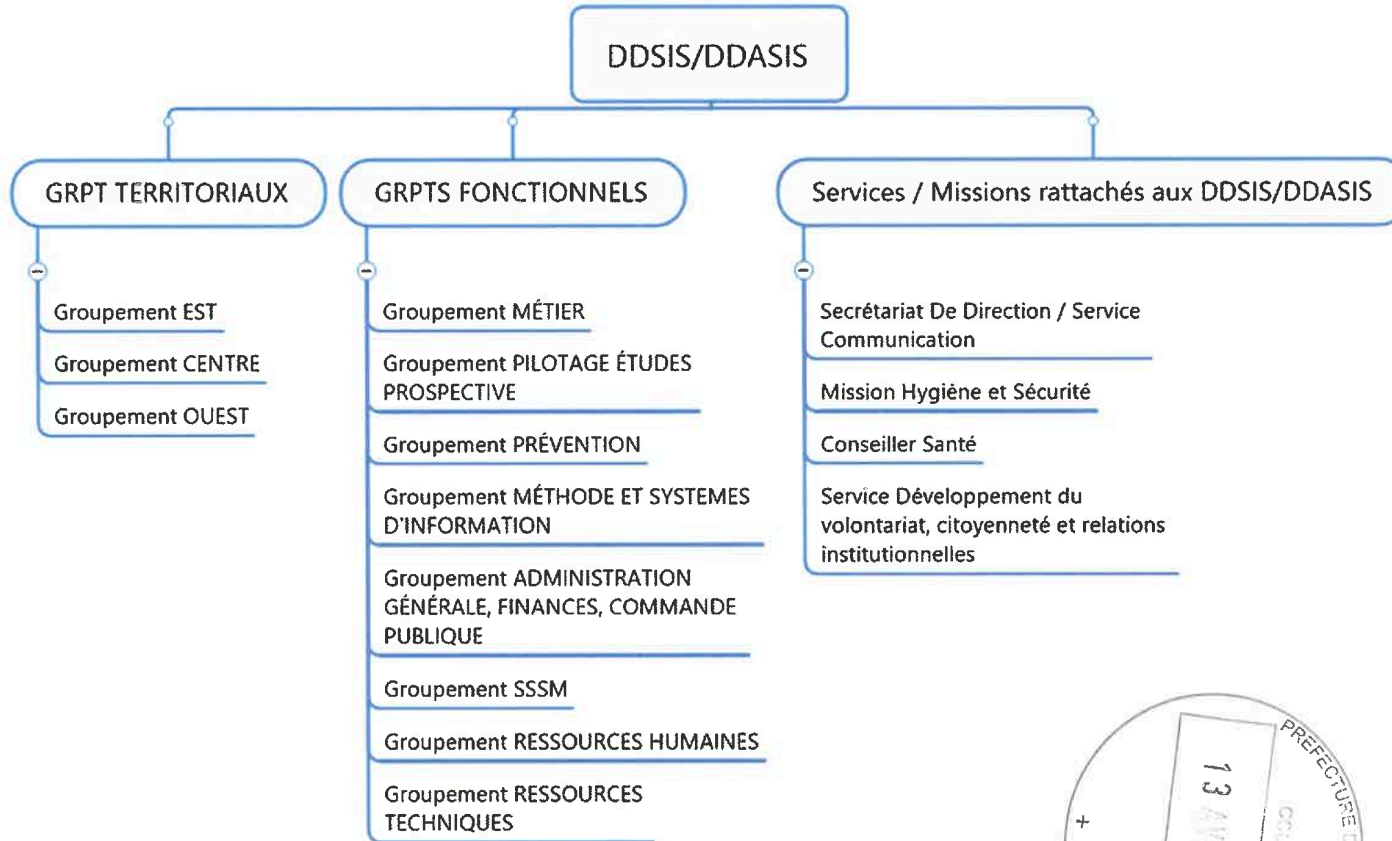 DDSIS/DDASIS
GRPT TERRITORIAUX
Groupement EST
Groupement CENTRE
Groupement OUEST
GRPTS FONCTIONNELS
Groupement MÉTIER
Groupement PILOTAGE ÉTUDES
PROSPECTIVE
Groupement PRÉVENTION
Groupement MÉTHODE ET SYSTEMES
D'INFORMATION
Groupement ADMINISTRATION
GÉNÉRALE, FINANCES, COMMANDE
PUBLIQUE
Groupement SSSM
Groupement RESSOURCES HUMAINES
Groupement RESSOURCES
TECHNIQUES
Services / Missions rattachés aux DDSIS/DDASIS
Secrétariat De Direction / Service
Communication
Mission Hygiène et Sécurité
Conseiller Santé
Service Développement du
volontariat, citoyenneté et relations
institutionnelles
PREFECTURE
13